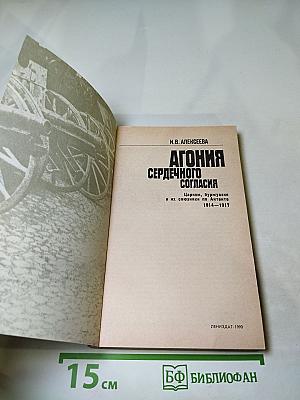 И. В. АЛЕКСЕЕВА
АГОНИЯ
СЕРДЕЧНОГО
СОГЛАСИЯ
Царизм, буржуазия
и их союзники по Антанте
1914—1917
ЛЕНИЗДАТ·1990
15 см
БФ БИБЛИОФАН